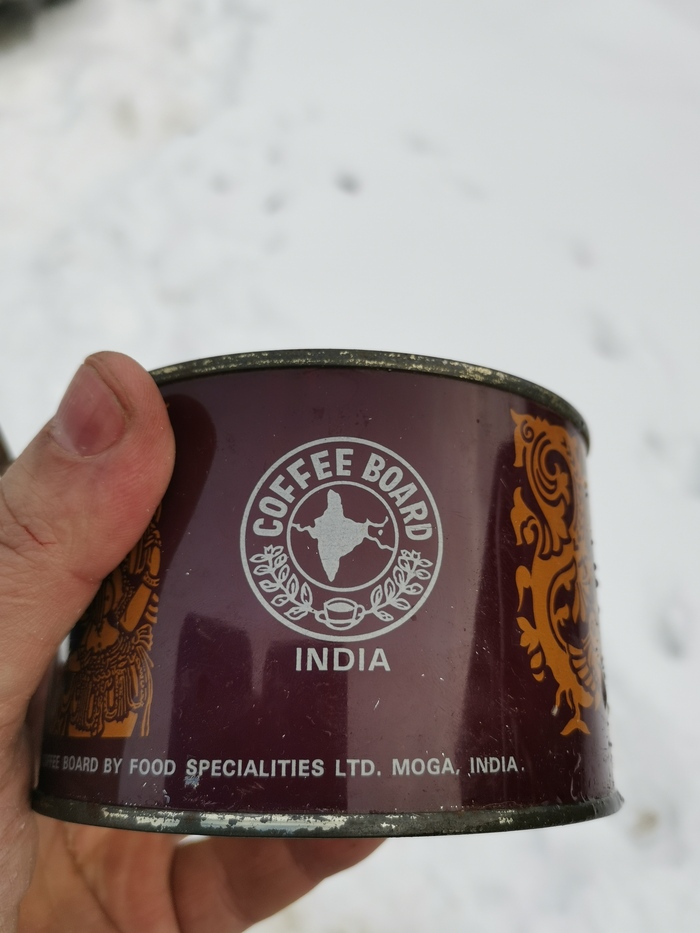 COFFEE BOARD
INDIA
BOARD BY FOOD SPECIALITIES LTD. MOGA, INDIA.